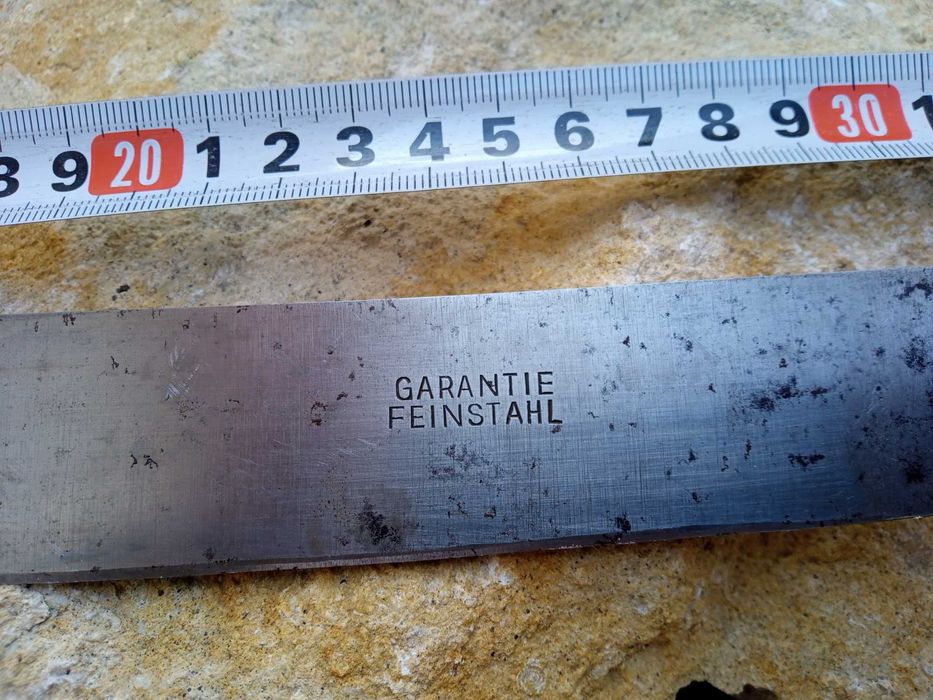 8 9 20 1 2 3 4 5 6 7 8 9 30 1
GARANTIE
FEINSTAHL